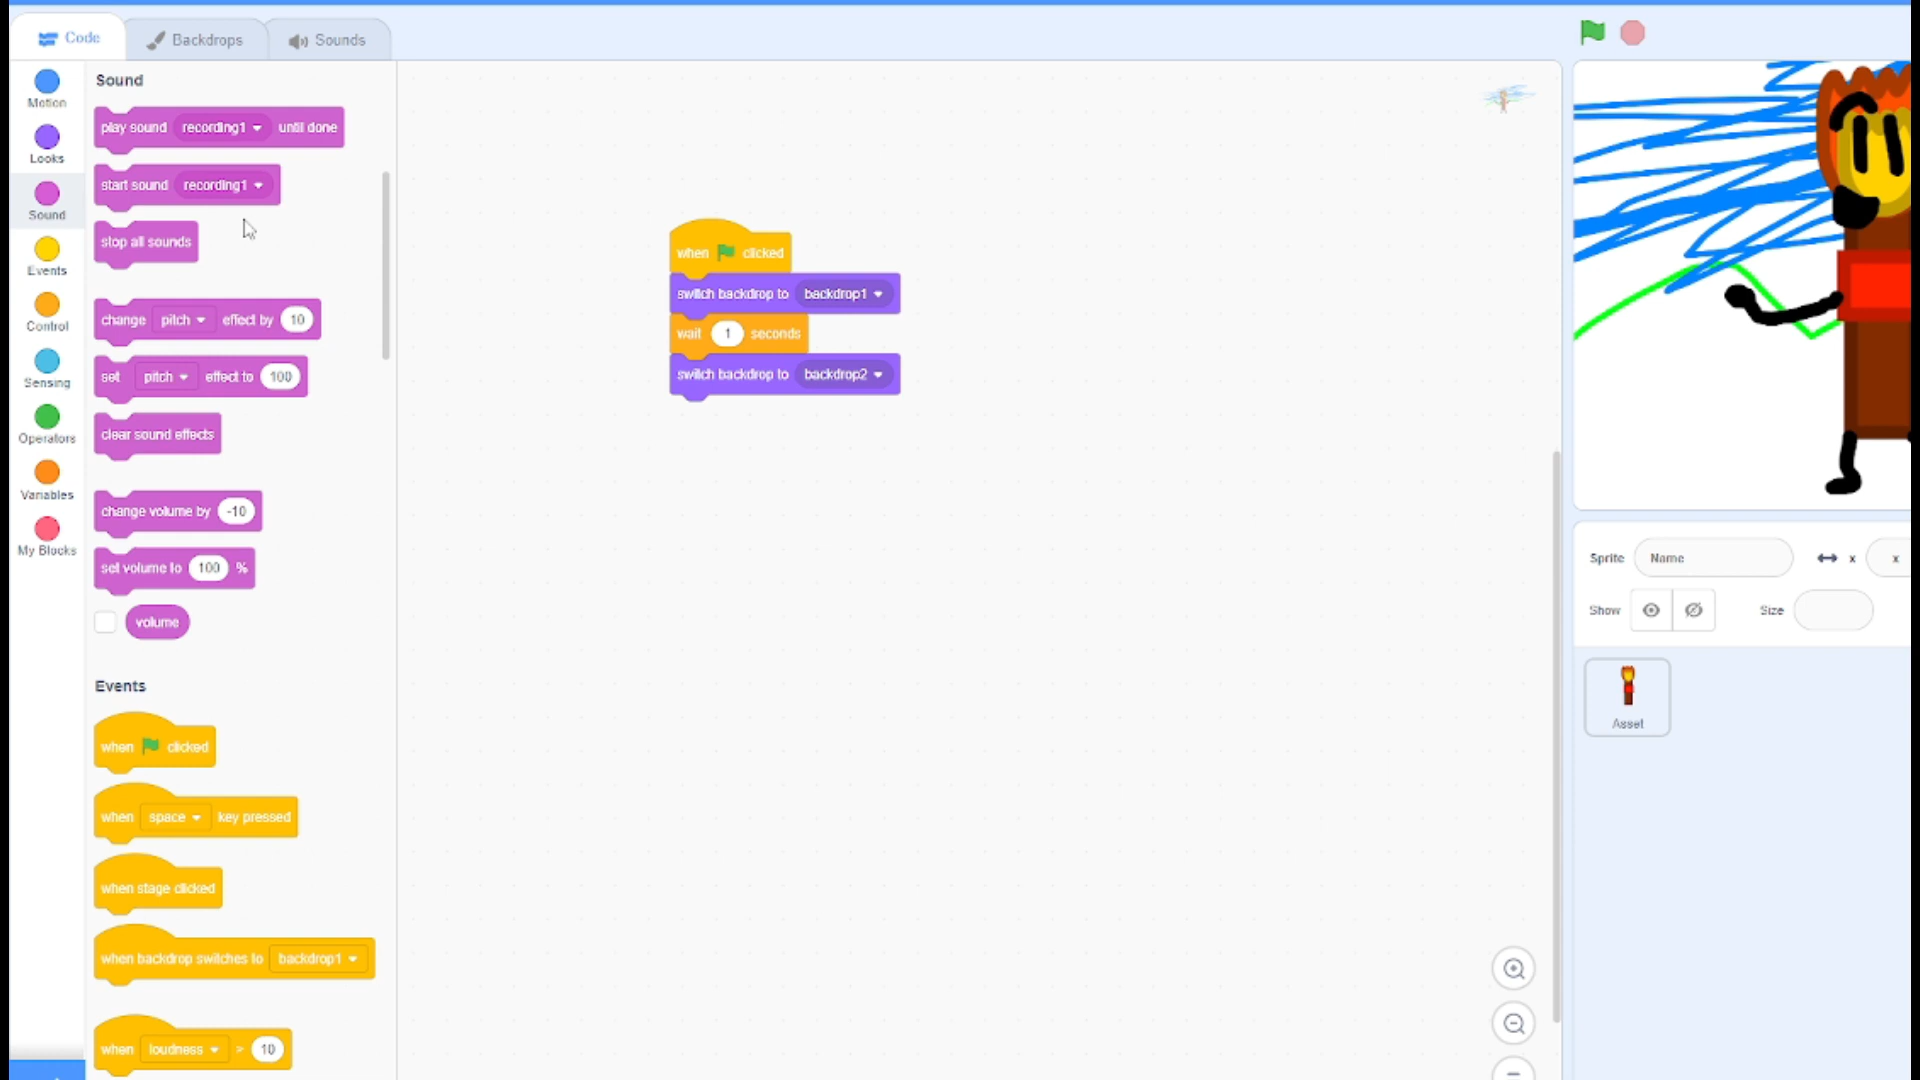 Code
Backdrops
Sounds
Motion
Looks
Sound
Events
Control
Sensing
Operators
Variables
My Blocks
Sound
play sound recording1 until done
start sound recording1
stop all sounds
change pitch effect by 10
set pitch effect to 100
clear sound effects
change volume by -10
set volume to 100 %
volume
Events
when clicked
when space key pressed
when stage clicked
when backdrop switches to backdrop1
when loudness > 10
when clicked
switch backdrop to backdrop1
wait 1 seconds
switch backdrop to backdrop2
Sprite Name x x
Show Size
Asset